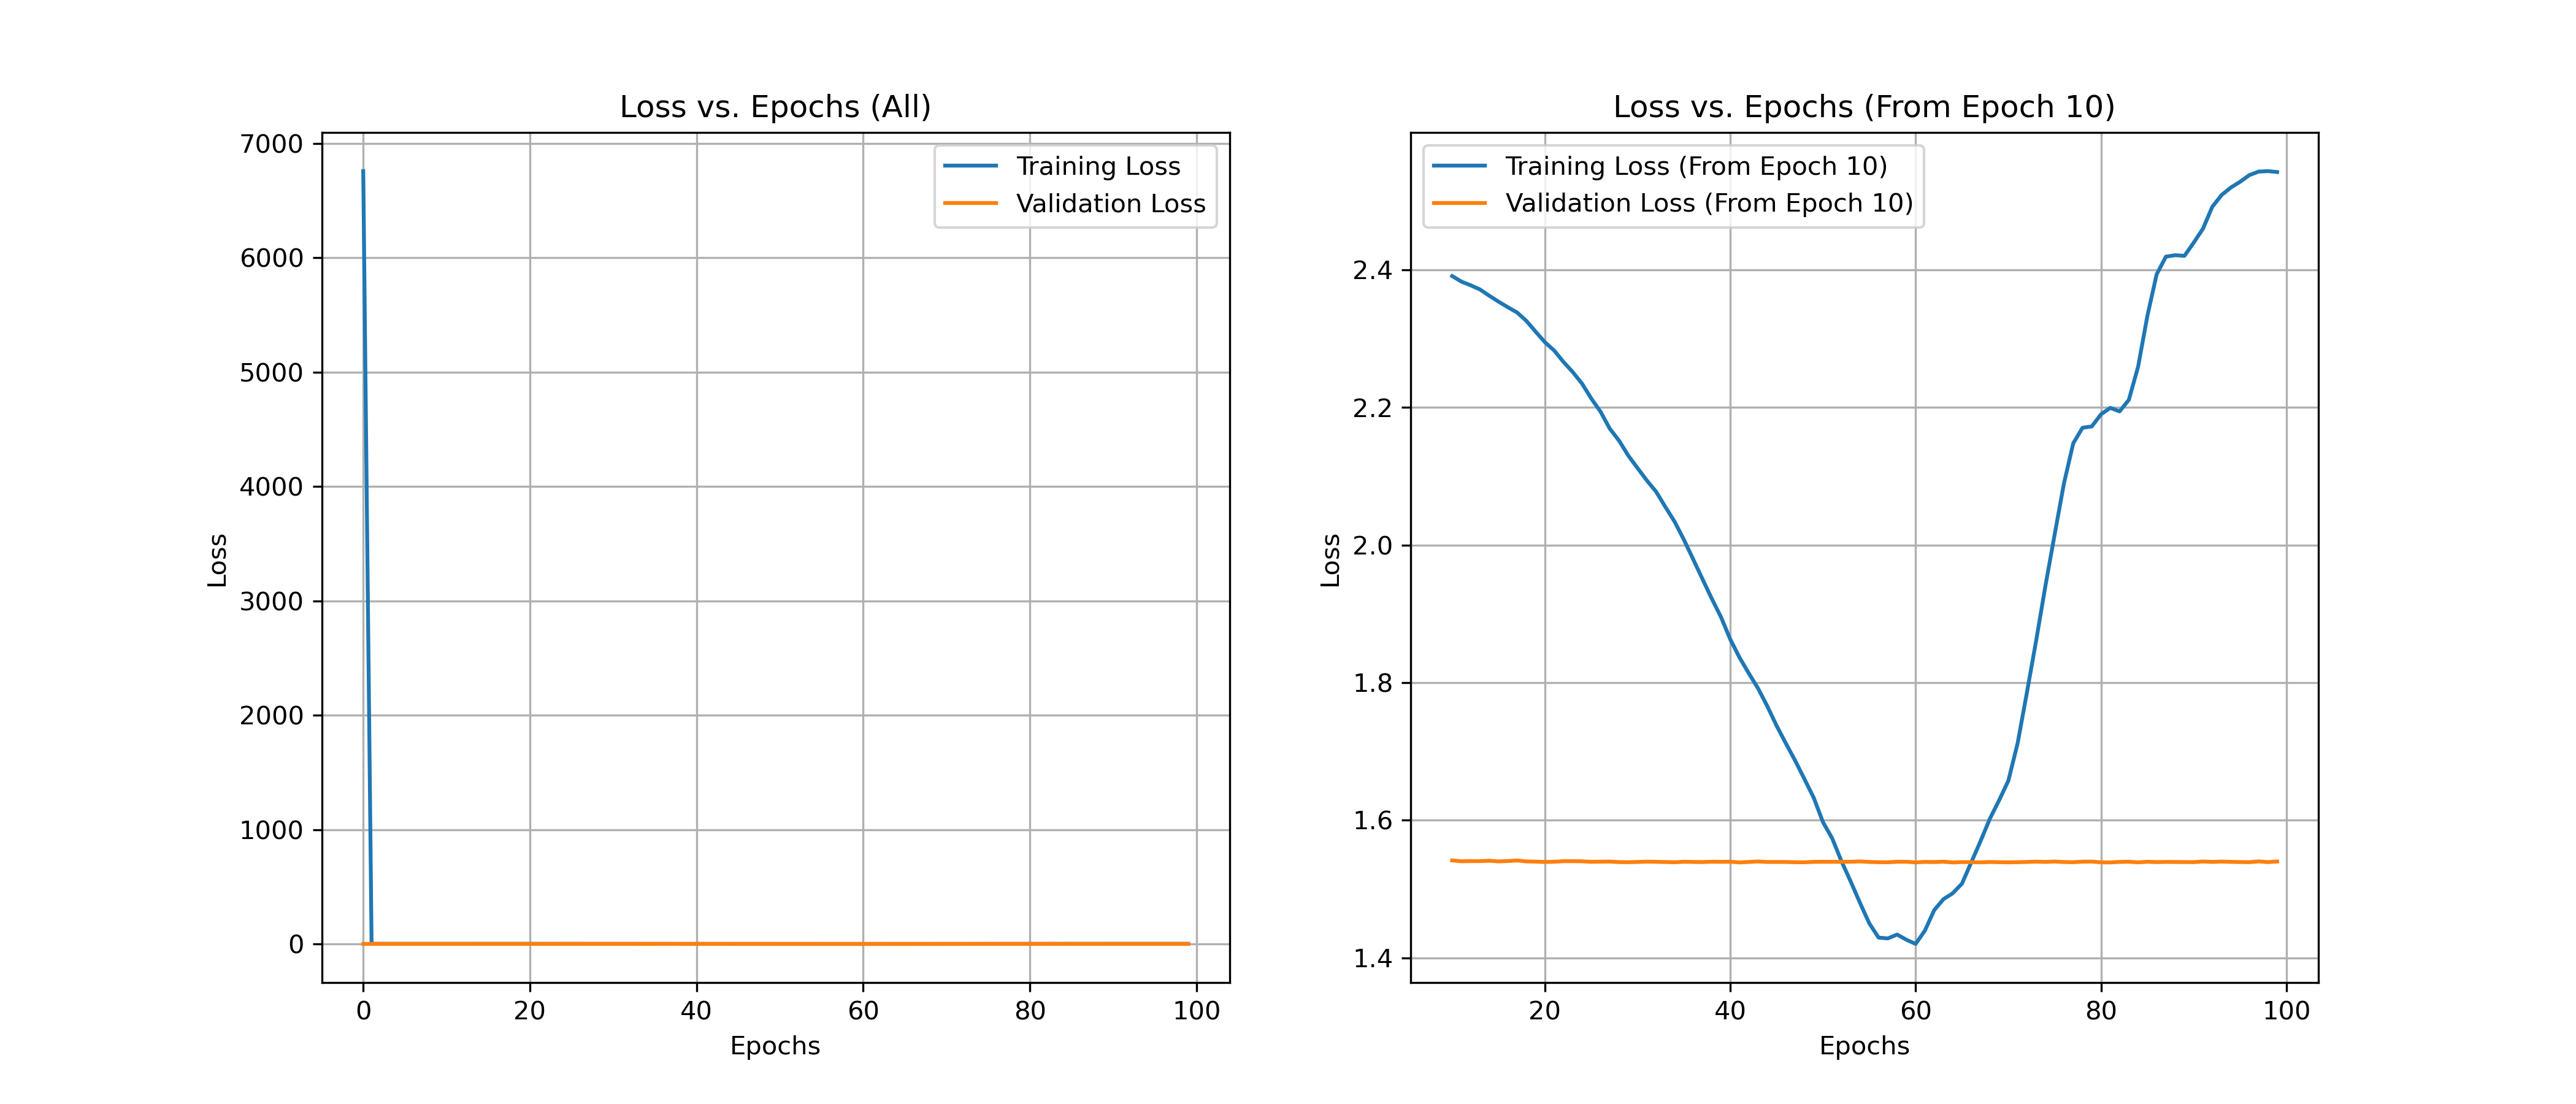 Loss vs. Epochs (All)
7000
6000
5000
4000
3000
2000
1000
0
Loss
Training Loss
Validation Loss
0 20 40 60 80 100
Epochs
Loss vs. Epochs (From Epoch 10)
Training Loss (From Epoch 10)
Validation Loss (From Epoch 10)
2.4
2.2
2.0
1.8
1.6
1.4
Loss
20 40 60 80 100
Epochs